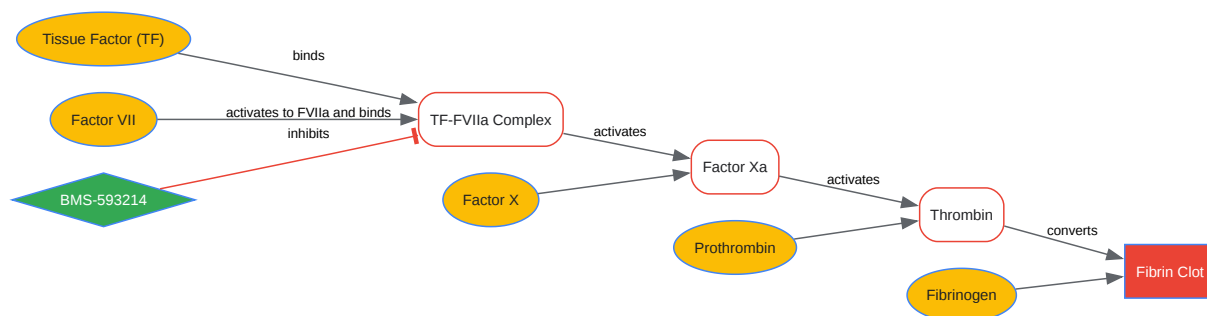 Tissue Factor (TF)
binds
Factor VII
activates to FVIIa and binds
TF-FVIIa Complex
inhibits
BMS-593214
activates
Factor Xa
Factor X
activates
Thrombin
Prothrombin
converts
Fibrin Clot
Fibrinogen